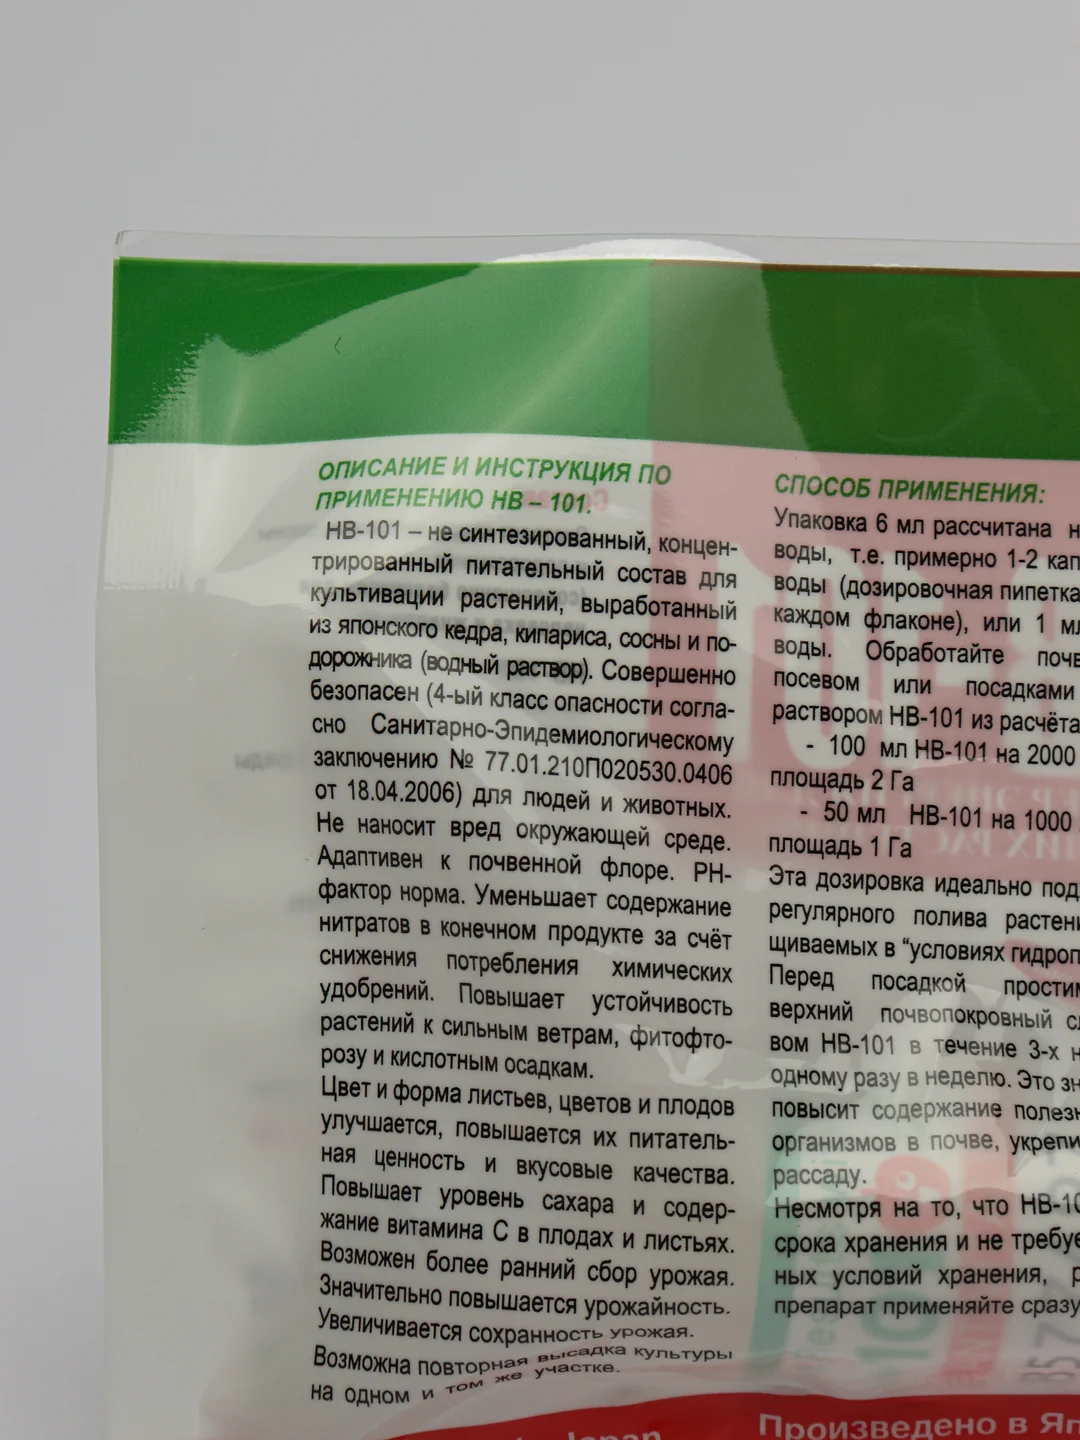 ОПИСАНИЕ И ИНСТРУКЦИЯ ПО
ПРИМЕНЕНИЮ НВ – 101.
НВ-101 – не синтезированный, концен-
трированный питательный состав для
культивации растений, выработанный
из японского кедра, кипариса, сосны и по-
дорожника (водный раствор). Совершенно
безопасен (4-ый класс опасности согла-
сно Санитарно-Эпидемиологическому
заключению № 77.01.210П020530.0406
от 18.04.2006) для людей и животных.
Не наносит вред окружающей среде.
Адаптивен к почвенной флоре. РН-
фактор норма. Уменьшает содержание
нитратов в конечном продукте за счёт
снижения потребления химических
удобрений. Повышает устойчивость
растений к сильным ветрам, фитофто-
розу и кислотным осадкам.
Цвет и форма листьев, цветов и плодов
улучшается, повышается их питатель-
ная ценность и вкусовые качества.
Повышает уровень сахара и содер-
жание витамина С в плодах и листьях.
Возможен более ранний сбор урожая.
Значительно повышается урожайность.
Увеличивается сохранность урожая.
Возможна повторная высадка культуры
на одном и том же участке.
СПОСОБ ПРИМЕНЕНИЯ:
Упаковка 6 мл рассчитана
воды, т.е. примерно 1-2
воды (дозировочная пипетка
каждом флаконе), или 1
воды. Обработайте
посевом или посадками
раствором НВ-101 из расчёта
- 100 мл НВ-101 на 2000
площадь 2 Га
- 50 мл НВ-101 на 1000
площадь 1 Га
Эта дозировка идеально
регулярного полива
щиваемых в “условиях
Перед посадкой
верхний почвопокровный
вом НВ-101 в течение 3-х
одному разу в неделю. Это
повысит содержание
организмов в почве,
рассаду.
Несмотря на то, что
срока хранения и не
ных условий хранения,
препарат применяйте сразу
Japan
Произведено в